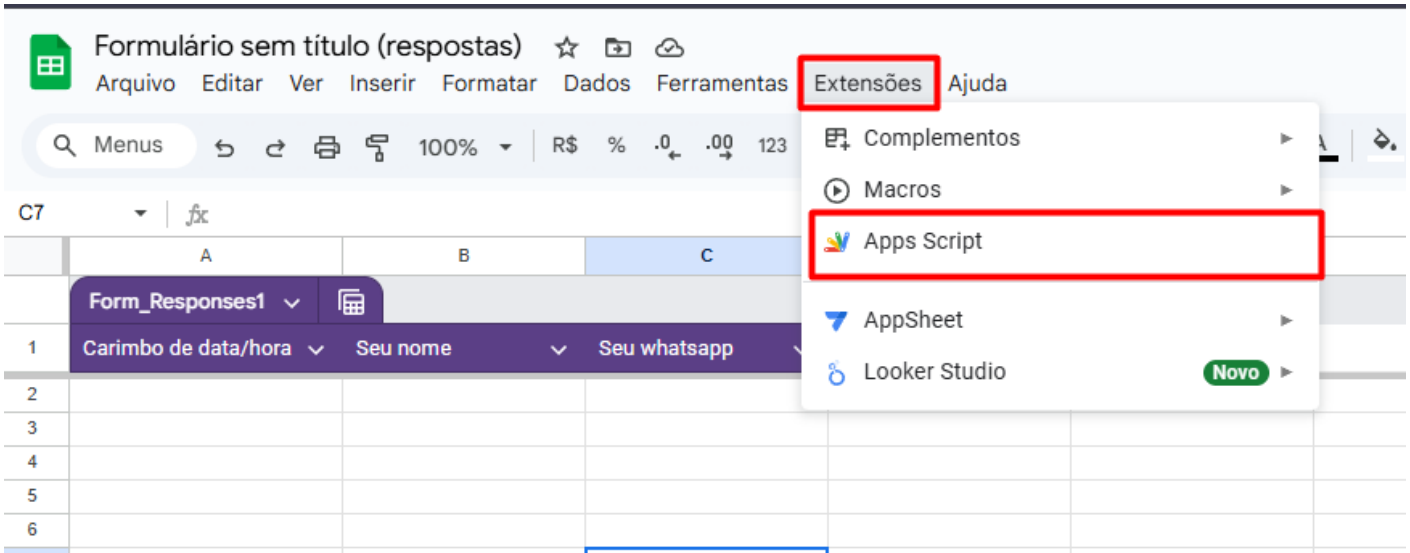 Formulário sem título (respostas)
Arquivo Editar Ver Inserir Formatar Dados Ferramentas Extensões Ajuda
Menus 100% R$ % .0 .00 123 A
Complementos
Macros
C7 fx
Apps Script
A B C
Form_Responses1
AppSheet
1 Carimbo de data/hora Seu nome Seu whatsapp
Looker Studio Novo
2
3
4
5
6